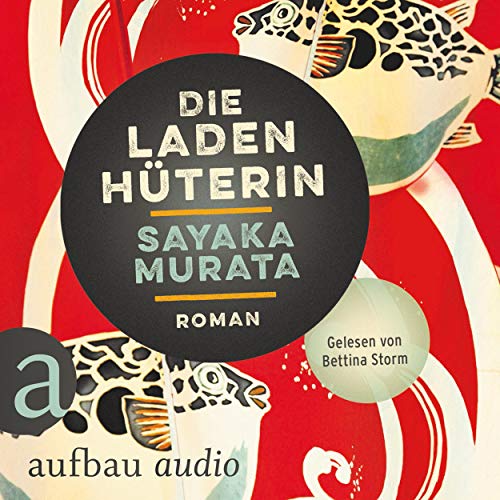 DIE
LADEN
HÜTERIN
SAYAKA
MURATA
ROMAN
Gelesen von
Bettina Storm
a
aufbau audio